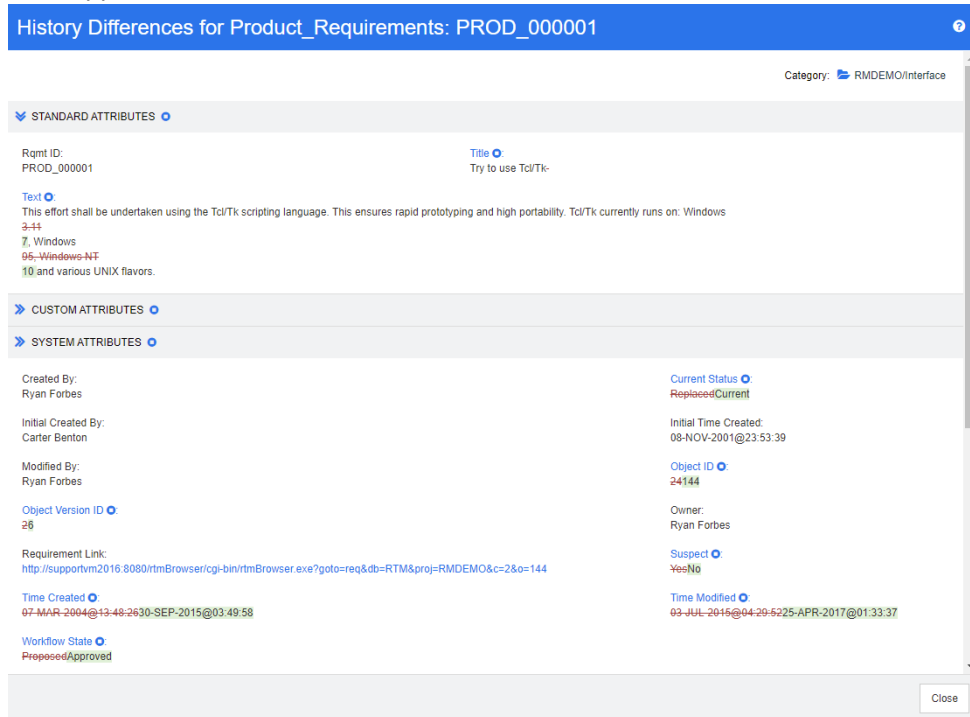 History Differences for Product_Requirements: PROD_000001
Category: RMDEMO/Interface
STANDARD ATTRIBUTES
Rqmt ID:
PROD_000001
Title :
Try to use Tcl/Tk-
Text :
This effort shall be undertaken using the Tcl/Tk scripting language. This ensures rapid prototyping and high portability. Tcl/Tk currently runs on: Windows
3.11
7, Windows
95, Windows NT
10 and various UNIX flavors.
CUSTOM ATTRIBUTES
SYSTEM ATTRIBUTES
Created By:
Ryan Forbes
Current Status :
ReplacedCurrent
Initial Created By:
Carter Benton
Initial Time Created:
08-NOV-2001@23:53:39
Modified By:
Ryan Forbes
Object ID :
24144
Object Version ID :
26
Owner:
Ryan Forbes
Requirement Link:
http://supportvm2016:8080/rtmBrowser/cgi-bin/rtmBrowser.exe?goto=req&db=RTM&proj=RMDEMO&c=2&o=144
Suspect :
YesNo
Time Created :
07-MAR-2004@13:48:2630-SEP-2015@03:49:58
Time Modified :
03-JUL-2015@04:29:5225-APR-2017@01:33:37
Workflow State :
ProposedApproved
Close